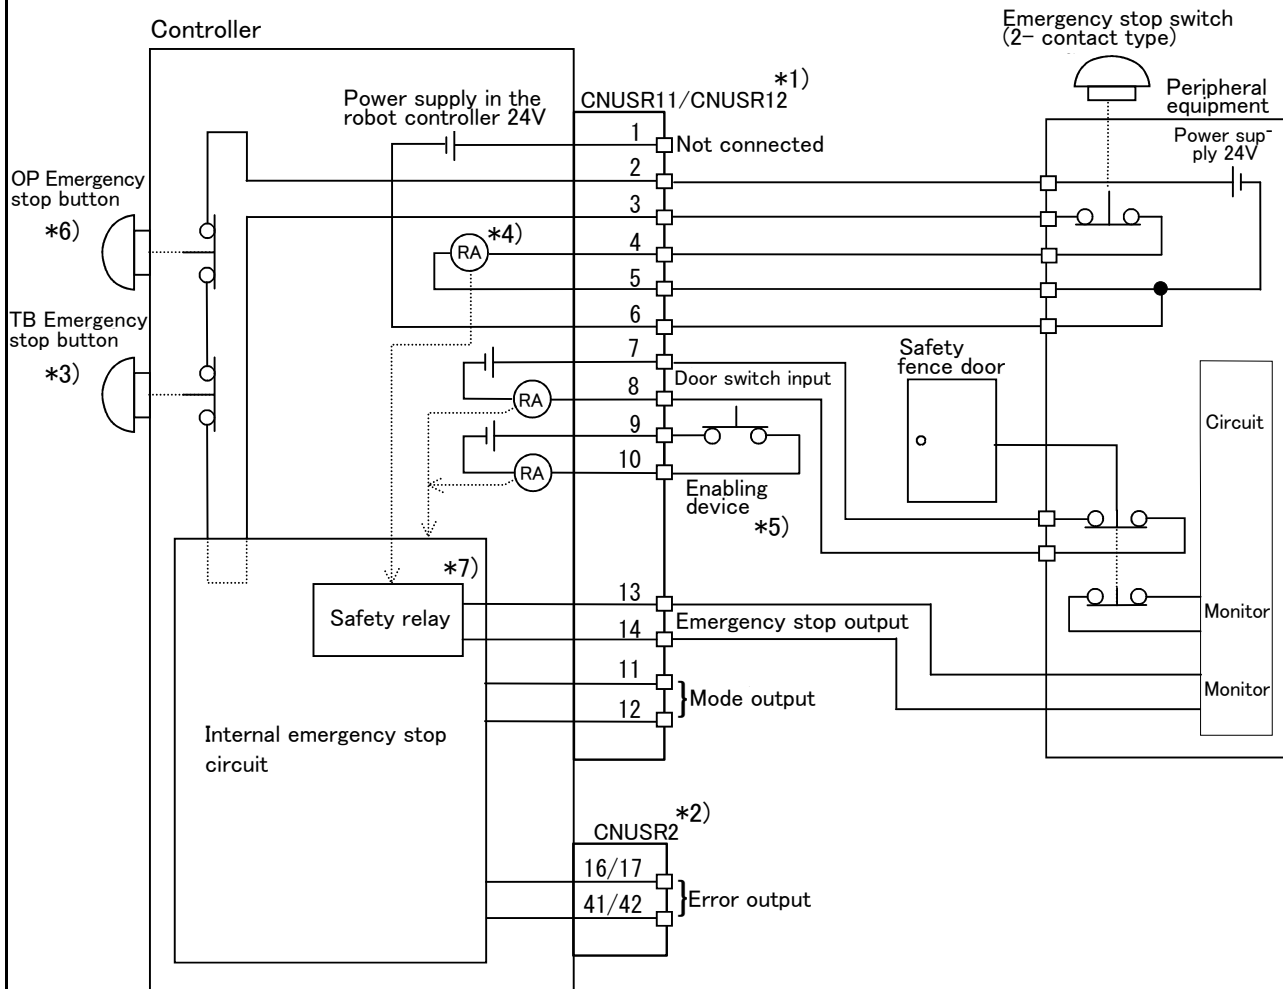 Emergency stop switch
(2- contact type)
Controller
*1)
Peripheral
equipment
Power supply in the
robot controller 24V
CNUSR11/CNUSR12
Power sup-
ply 24V
1
Not connected
2
OP Emergency
stop button
*6)
3
*4)
RA
4
5
6
TB Emergency
stop button
*3)
7
Door switch input
Safety
fence door
8
RA
9
Circuit
10
RA
Enabling
device
*5)
*7)
Safety relay
13
Emergency stop output
14
Monitor
11
Mode output
12
Monitor
Internal emergency stop
circuit
*2)
CNUSR2
16/17
Error output
41/42